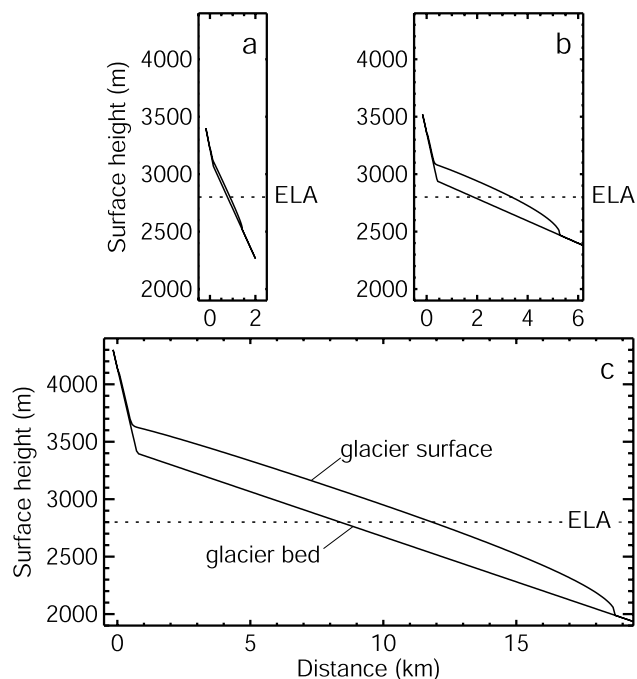 a
Surface height (m)
4000
3500
3000
2500
2000
ELA
0 2
b
4000
3500
3000
2500
2000
ELA
0 2 4 6
c
Surface height (m)
4000
3500
3000
2500
2000
glacier surface
ELA
glacier bed
0 5 10 15
Distance (km)